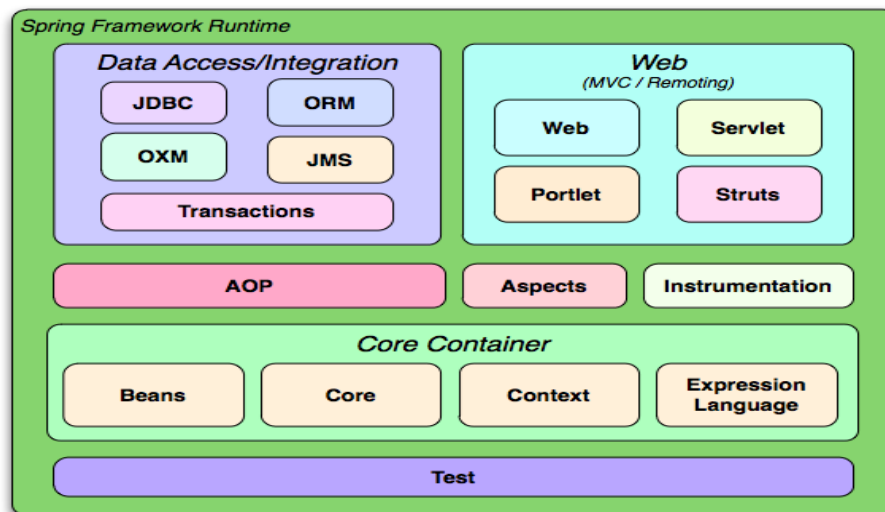 Spring Framework Runtime
Data Access/Integration
JDBC
ORM
OXM
JMS
Transactions
Web
(MVC / Remoting)
Web
Servlet
Portlet
Struts
AOP
Aspects
Instrumentation
Core Container
Beans
Core
Context
Expression
Language
Test